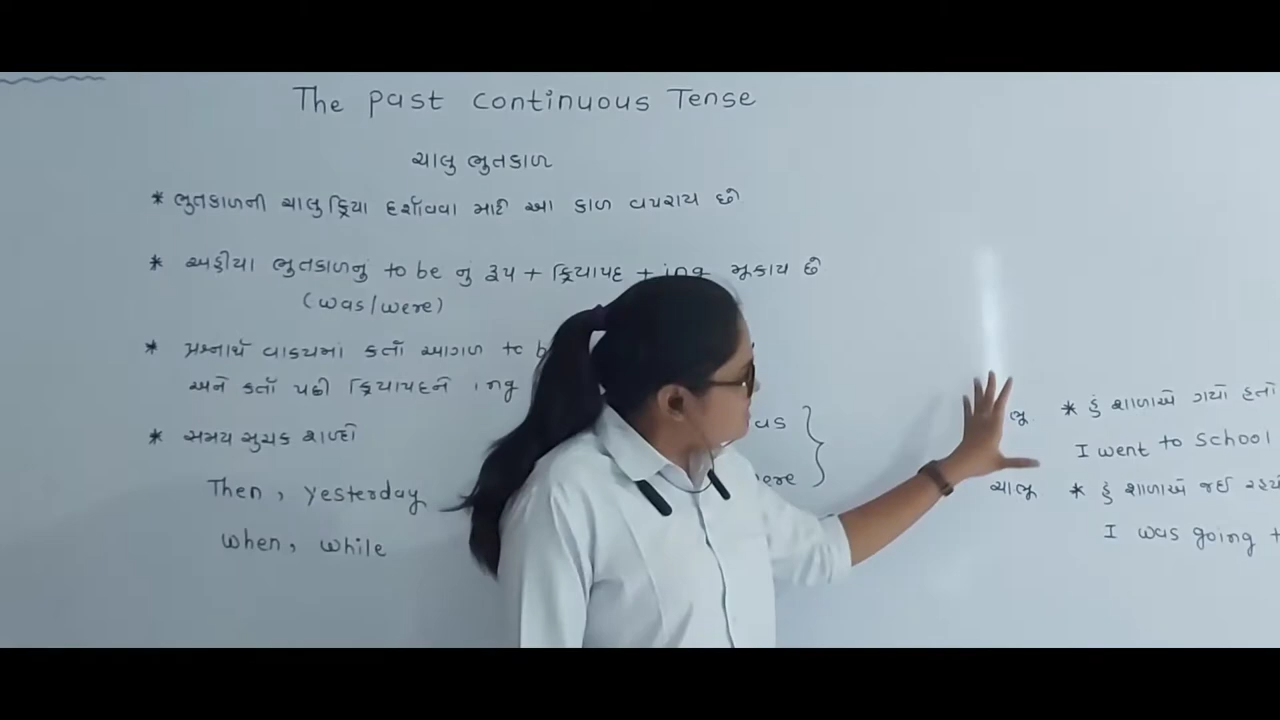 The Past Continuous Tense
ચાલુ ભુતકાળ
* ભુતકાળની ચાલુ ક્રિયા દર્શાવવા માટે આ કાળ વપરાય છે
* અહીયા ભુતકાળનું to be નું રૂપ + ક્રિયાપદ + ing મૂકાય છે
(was/were)
* પ્રશ્નાર્થ વાક્યમાં કર્તા આગળ to b
અને કર્તા પછી ક્રિયાપદને ing
* સમય સુચક શબ્દો
Then, yesterday
When, while
was
were
ભૂ * હું શાળાએ ગયો હતો
I went to School
ચાભૂ * હું શાળાએ જઈ રહ્યો
I was going t